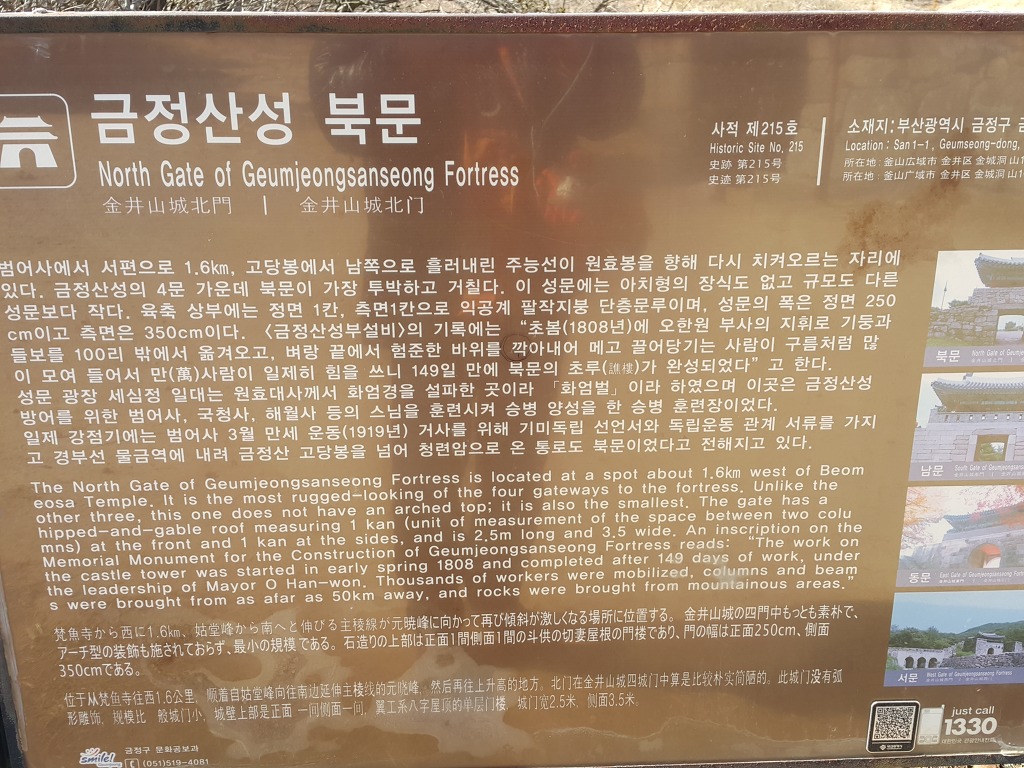 금정산성 북문
North Gate of Geumjeongsanseong Fortress
金井山城北門 | 金井山城北门
사적 제215호
Historic Site No. 215
史跡 第215号
史迹 第215号
소재지: 부산광역시 금정구
Location : San 1-1, Geumseong-dong,
所在地 : 釜山広域市 金井区 金城洞 山1
所在地 : 釜山广域市 金井区 金城洞 山1
범어사에서 서편으로 1.6km, 고당봉에서 남쪽으로 흘러내린 주능선이 원효봉을 향해 다시 치켜오르는 자리에
있다. 금정산성의 4문 가운데 북문이 가장 투박하고 거칠다. 이 성문에는 아치형의 장식도 없고 규모도 다른
성문보다 작다. 육축 상부에는 정면 1칸, 측면1칸으로 익공계 팔작지붕 단층문루이며, 성문의 폭은 정면 250
cm이고 측면은 350cm이다. 〈금정산성부설비〉의 기록에는 “초봄(1808년)에 오한원 부사의 지휘로 기둥과
들보를 100리 밖에서 옮겨오고, 벼랑 끝에서 험준한 바위를 깎아내어 메고 끌어당기는 사람이 구름처럼 많
이 모여 들어서 만(萬)사람이 일제히 힘을 쓰니 149일 만에 북문의 초루(譙樓)가 완성되었다” 고 한다.
성문 광장 세심정 일대는 원효대사께서 화엄경을 설파한 곳이라 「화엄벌」이라 하였으며 이곳은 금정산성
방어를 위한 범어사, 국청사, 해월사 등의 스님을 훈련시켜 승병 양성을 한 승병 훈련장이었다.
일제 강점기에는 범어사 3월 만세 운동(1919년) 거사를 위해 기미독립 선언서와 독립운동 관계 서류를 가지
고 경부선 물금역에 내려 금정산 고당봉을 넘어 청련암으로 온 통로도 북문이었다고 전해지고 있다.
The North Gate of Geumjeongsanseong Fortress is located at a spot about 1.6km west of Beom
eosa Temple. It is the most rugged-looking of the four gateways to the fortress. Unlike the
other three, this one does not have an arched top; it is also the smallest. The gate has a
hipped-and-gable roof measuring 1 kan (unit of measurement of the space between two colu
mns) at the front and 1 kan at the sides, and is 2.5m long and 3.5 wide. An inscription on the
Memorial Monument for the Construction of Geumjeongsanseong Fortress reads: “The work on
the castle tower was started in early spring 1808 and completed after 149 days of work, under
the leadership of Mayor O Han-won. Thousands of workers were mobilized, columns and beam
s were brought from as afar as 50km away, and rocks were brought from mountainous areas.”
梵魚寺から西に1.6km、姑堂峰から南へと伸びる主稜線が元暁峰に向かって再び傾斜が激しくなる場所に位置する。 金井山城の四門中もっとも素朴で、
アーチ型の装飾も施されておらず、最小の規模である。石造りの上部は正面1間側面1間の斗供の切妻屋根の門楼であり、門の幅は正面250cm、側面
350cmである。
位于从梵魚寺往西1.6公里, 顺着自姑堂峰向往南边延伸主棱线的元晓峰, 然后再往上升高的地方。北门在金井山城四城门中算是比较朴实简陋的。此城门没有弧
形雕饰, 规模比一般城门小, 城壁上部是正面一间侧面一间, 翼工系八字屋顶的单层门楼, 城门宽2.5米, 侧面3.5米。
북문 North Gate of
남문 South Gate of Geumjeongsan
동문 East Gate of Geumjeongsanseong Fortress
서문 West Gate of Geumjeongsanseong Fortress
smile!
금정구 문화공보과
(051)519-4081
just call
1330
대한민국 관광안내전화